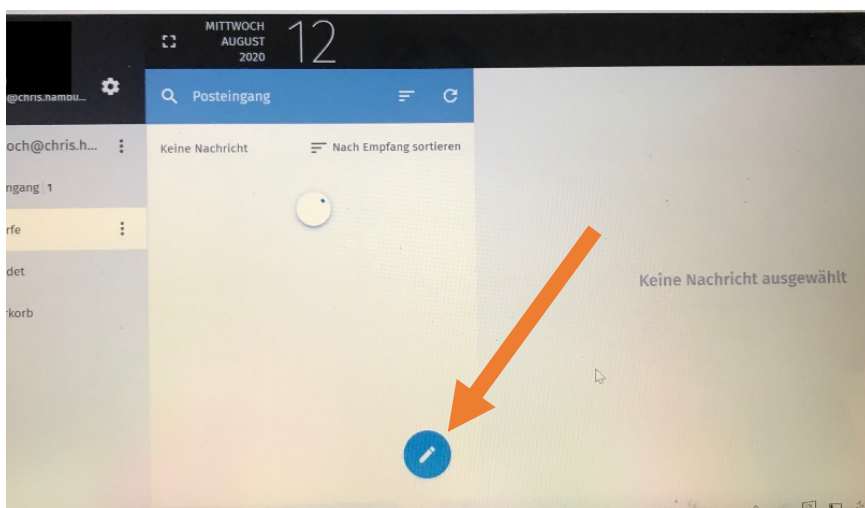 MITTWOCH
AUGUST
2020
12
@chris.hambu...
Posteingang
och@chris.h...
Keine Nachricht
Nach Empfang sortieren
ngang 1
rfe
det
rkorb
Keine Nachricht ausgewählt